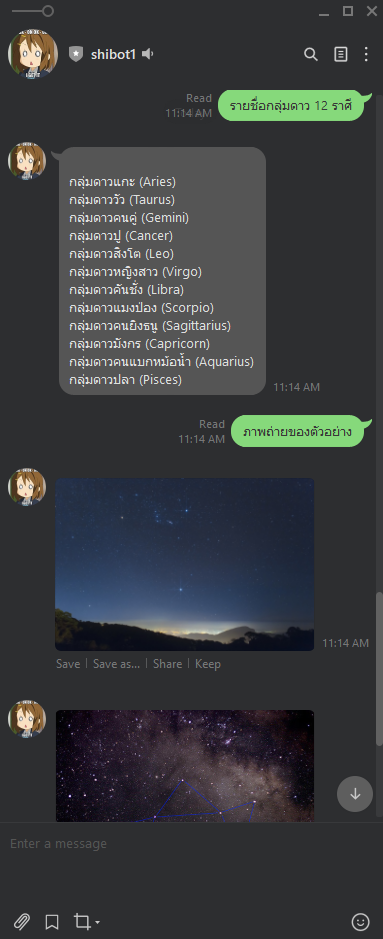 shibot1
Read
11:14 AM
รายชื่อกลุ่มดาว 12 ราศี
กลุ่มดาวแกะ (Aries)
กลุ่มดาววัว (Taurus)
กลุ่มดาวคนคู่ (Gemini)
กลุ่มดาวปู (Cancer)
กลุ่มดาวสิงโต (Leo)
กลุ่มดาวหญิงสาว (Virgo)
กลุ่มดาวคันชั่ง (Libra)
กลุ่มดาวแมงป่อง (Scorpio)
กลุ่มดาวคนยิงธนู (Sagittarius)
กลุ่มดาวมังกร (Capricorn)
กลุ่มดาวคนแบกหม้อน้ำ (Aquarius)
กลุ่มดาวปลา (Pisces)
11:14 AM
Read
11:14 AM
ภาพถ่ายของตัวอย่าง
11:14 AM
Save
Save as...
Share
Keep
Enter a message